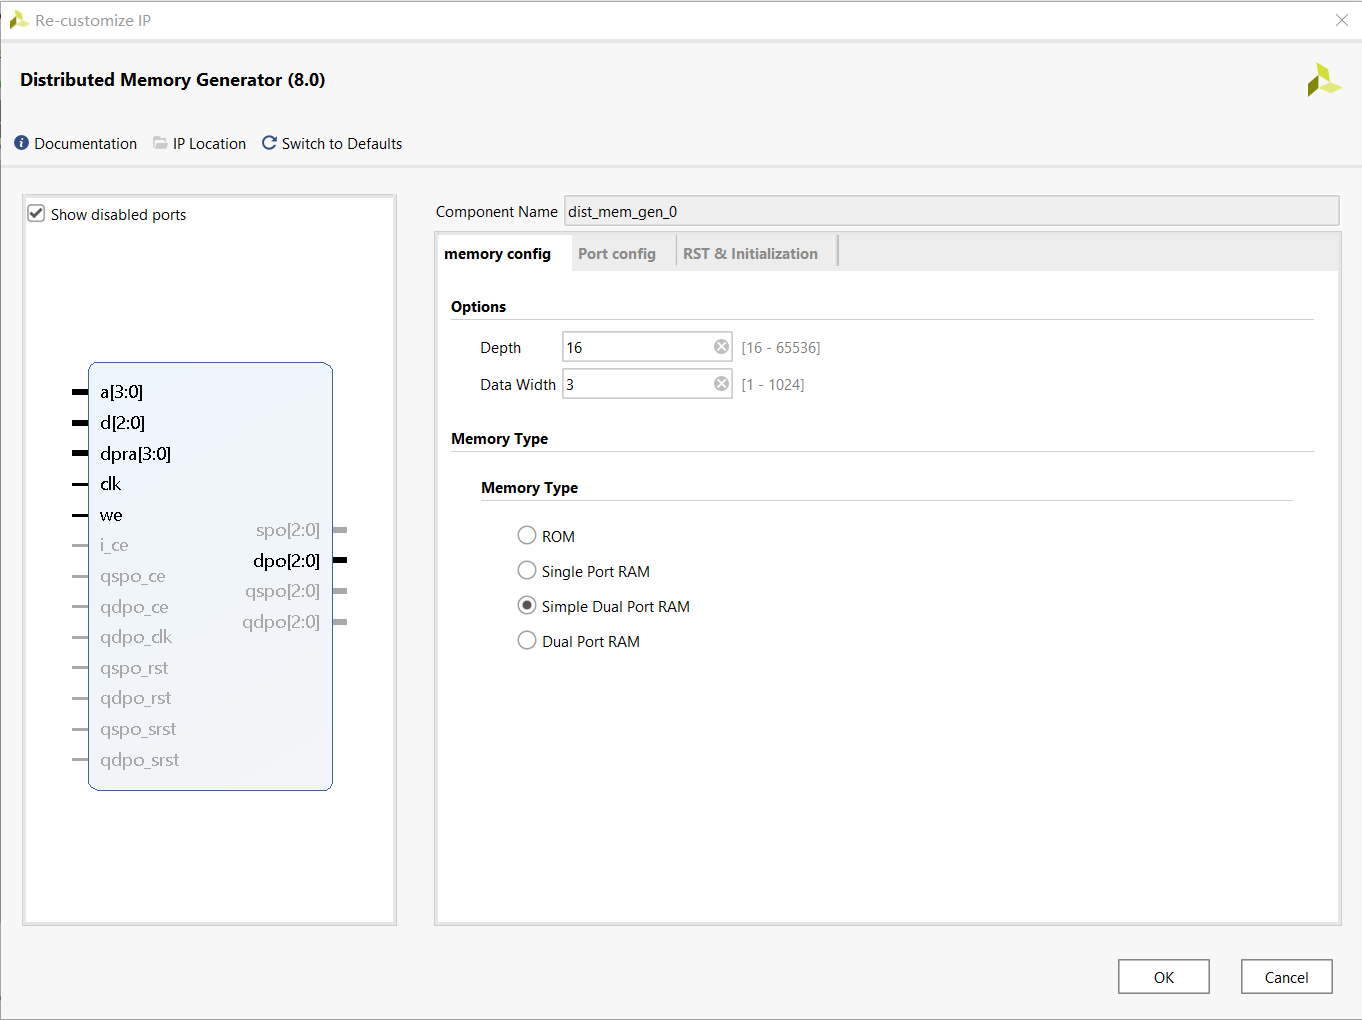 Re-customize IP
Distributed Memory Generator (8.0)
Documentation IP Location Switch to Defaults
Show disabled ports
a[3:0]
d[2:0]
dpra[3:0]
clk
we
i_ce
qspo_ce
qdpo_ce
qdpo_clk
qspo_rst
qdpo_rst
qspo_srst
qdpo_srst
spo[2:0]
dpo[2:0]
qspo[2:0]
qdpo[2:0]
Component Name dist_mem_gen_0
memory config Port config RST & Initialization
Options
Depth 16 [16 - 65536]
Data Width 3 [1 - 1024]
Memory Type
Memory Type
ROM
Single Port RAM
Simple Dual Port RAM
Dual Port RAM
OK Cancel